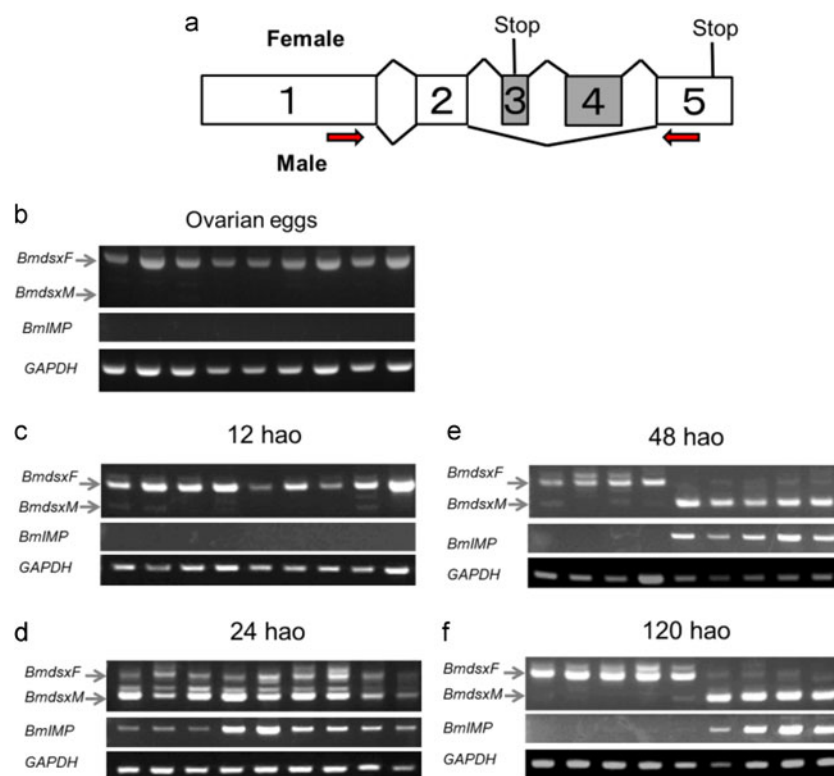 a
Female
Stop
Stop
1 2 3 4 5
Male
b
Ovarian eggs
BmdsxF
BmdsxM
BmIMP
GAPDH
c
12 hao
BmdsxF
BmdsxM
BmIMP
GAPDH
e
48 hao
BmdsxF
BmdsxM
BmIMP
GAPDH
d
24 hao
BmdsxF
BmdsxM
BmIMP
GAPDH
f
120 hao
BmdsxF
BmdsxM
BmIMP
GAPDH